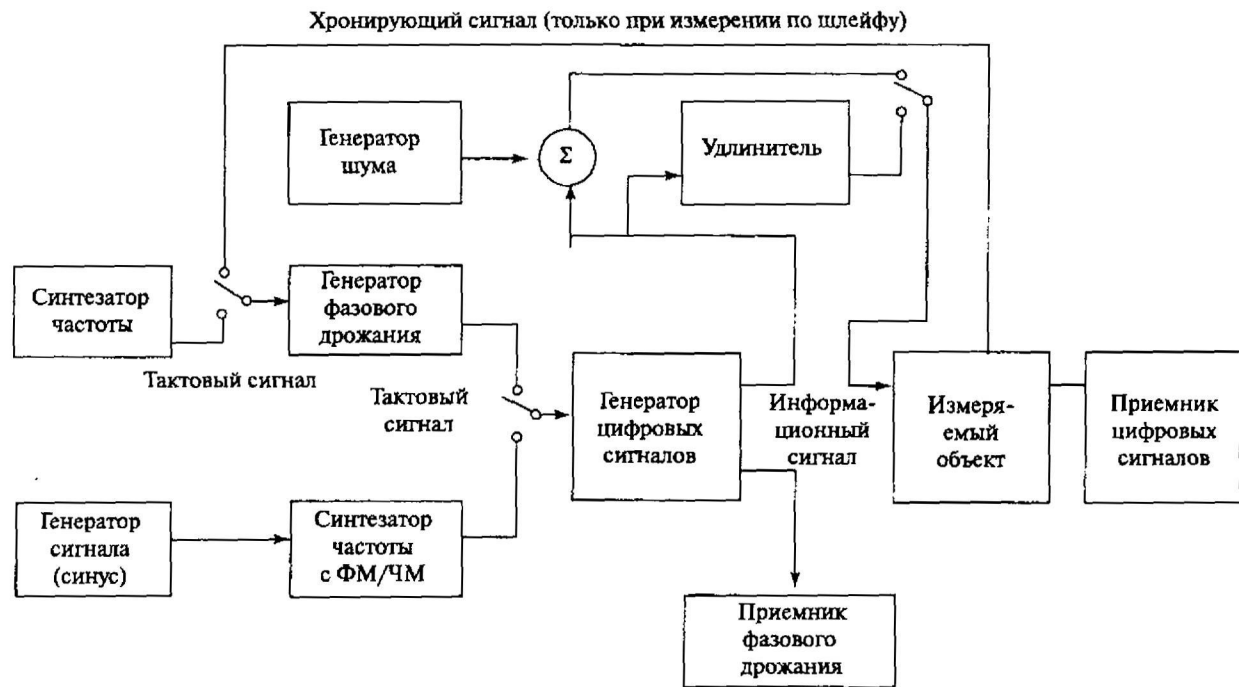 Хронирующий сигнал (только при измерении по шлейфу)
Генератор
шума
Σ
Удлинитель
Синтезатор
частоты
Генератор
фазового
дрожания
Тактовый сигнал
Тактовый
сигнал
Генератор
цифровых
сигналов
Информа-
ционный
сигнал
Измеря-
емый
объект
Приемник
цифровых
сигналов
Генератор
сигнала
(синус)
Синтезатор
частоты
с ФМ/ЧМ
Приемник
фазового
дрожания